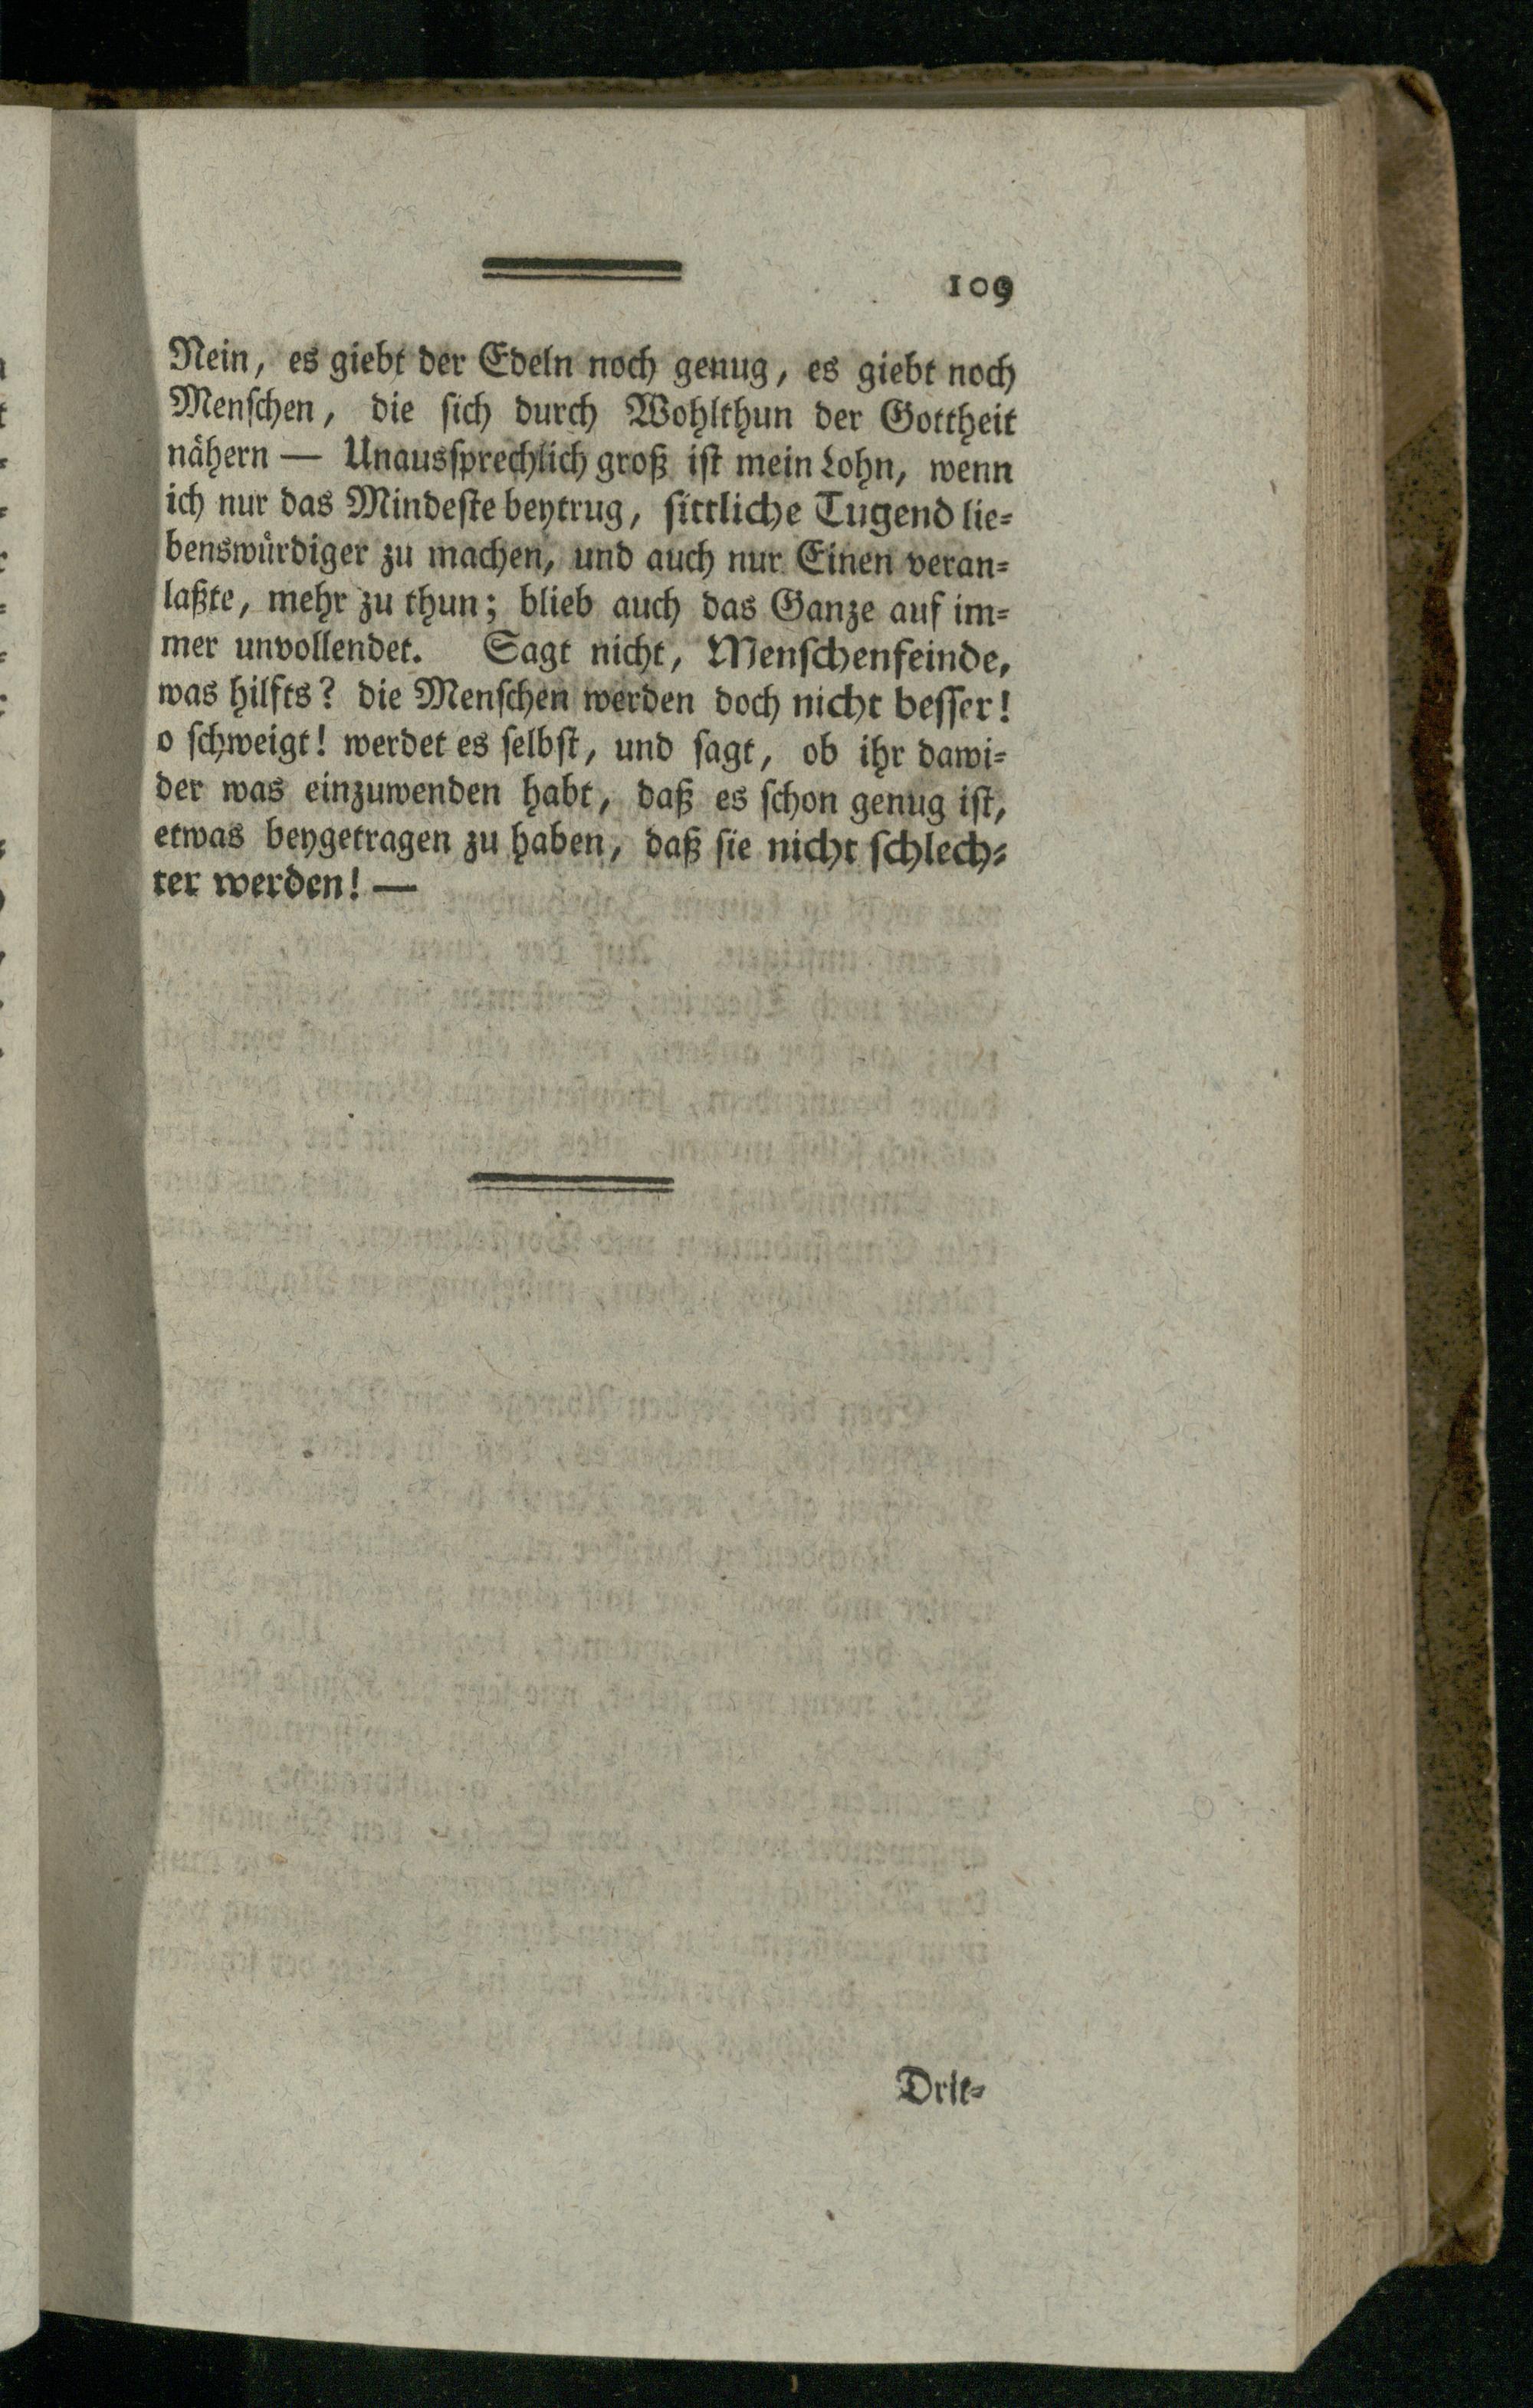 109
Nein, es giebt der Edeln noch genug, es giebt noch
Menschen, die sich durch Wohlthun der Gottheit
nähern — Unaussprechlich groß ist mein Lohn, wenn
ich nur das Mindeste beytrug, sittliche Tugend lie-
benswürdiger zu machen, und auch nur Einen veran-
laßte, mehr zu thun; blieb auch das Ganze auf im-
mer unvollendet. Sagt nicht, Menschenfeinde,
was hilfts? die Menschen werden doch nicht besser!
o schweigt! werdet es selbst, und sagt, ob ihr dawi-
der was einzuwenden habt, daß es schon genug ist,
etwas beygetragen zu haben, daß sie nicht schlech-
ter werden! —
Drit-